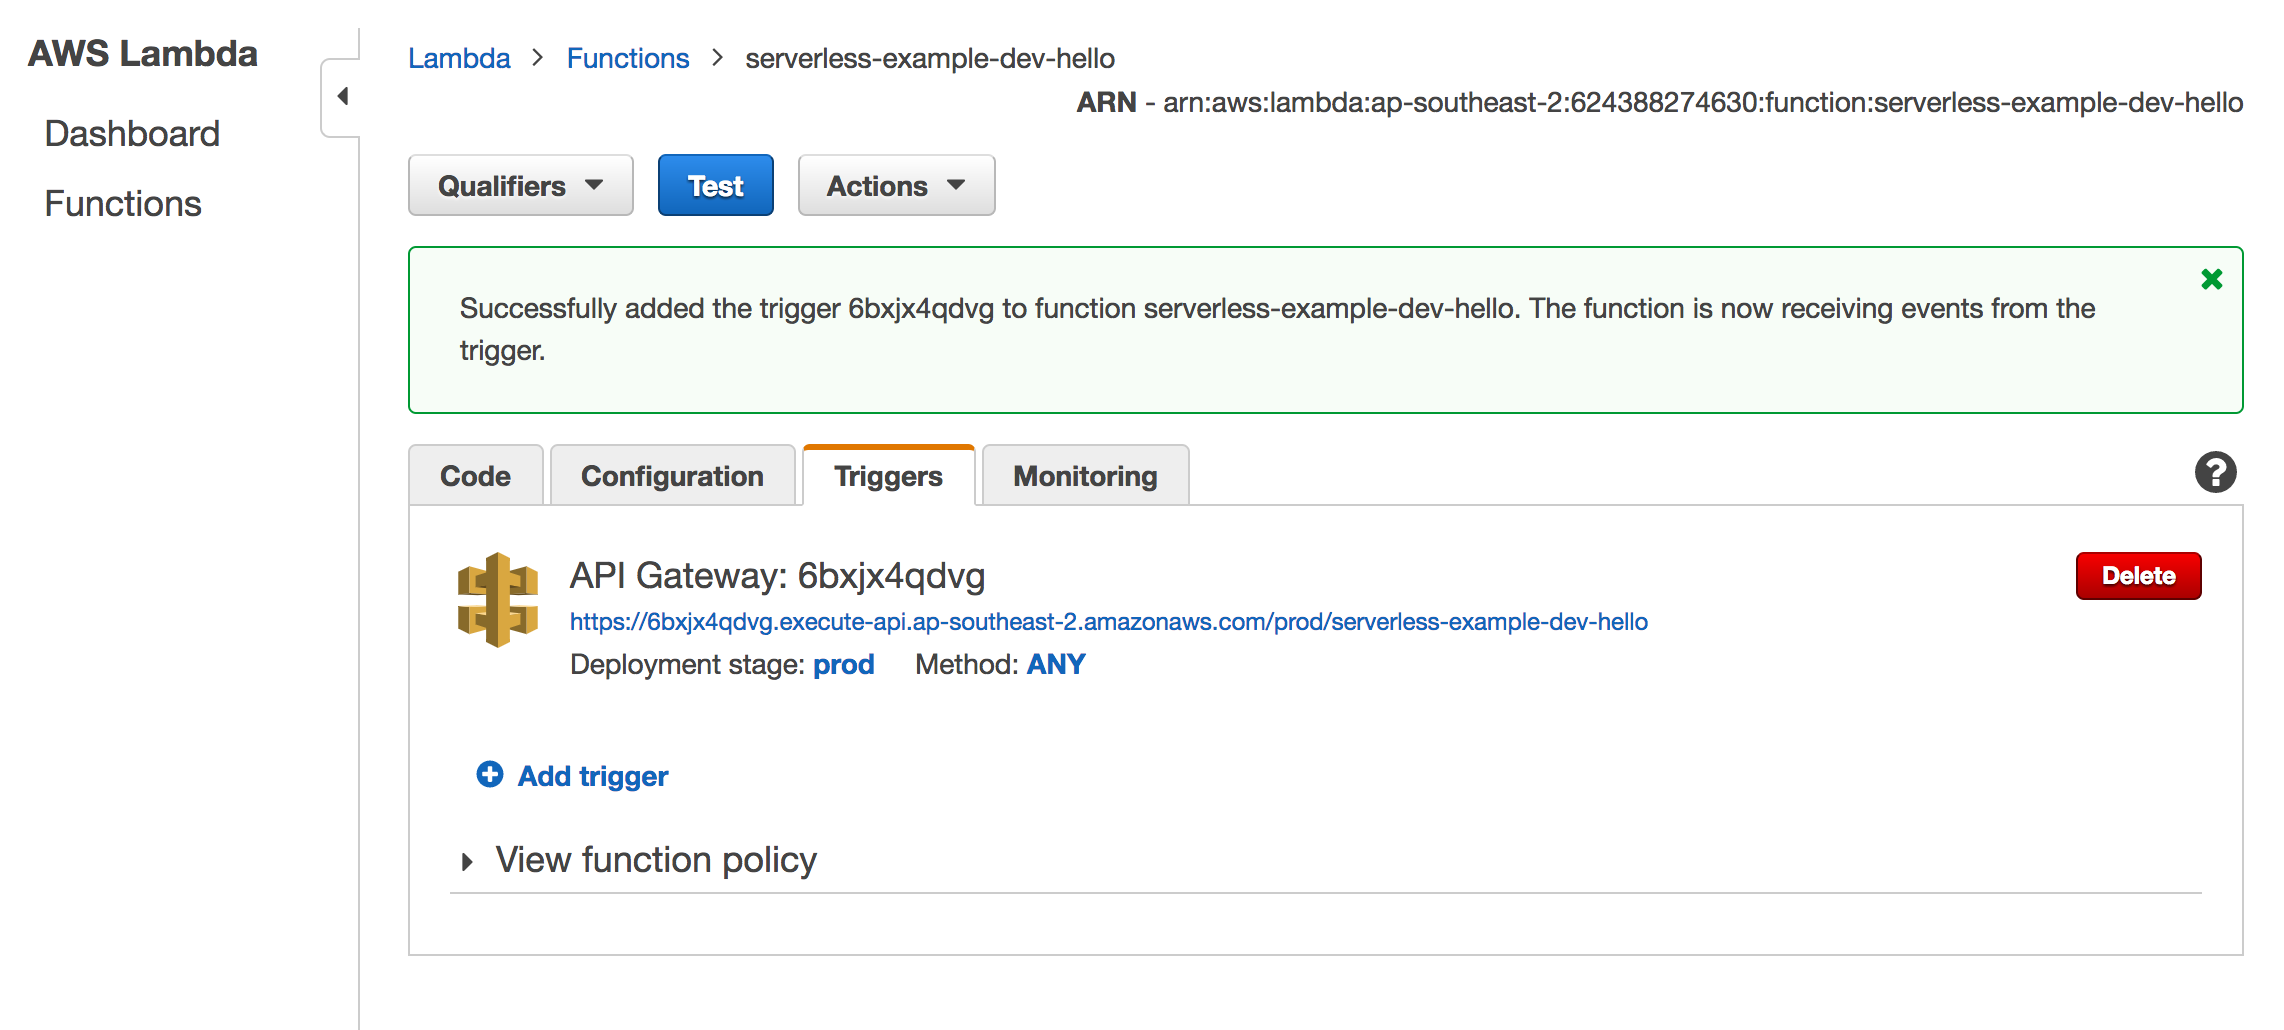 AWS Lambda
Dashboard
Functions
Lambda > Functions > serverless-example-dev-hello
ARN - arn:aws:lambda:ap-southeast-2:624388274630:function:serverless-example-dev-hello
Qualifiers Test Actions
Successfully added the trigger 6bxjx4qdvg to function serverless-example-dev-hello. The function is now receiving events from the
trigger.
Code Configuration Triggers Monitoring ?
API Gateway: 6bxjx4qdvg Delete
https://6bxjx4qdvg.execute-api.ap-southeast-2.amazonaws.com/prod/serverless-example-dev-hello
Deployment stage: prod Method: ANY
Add trigger
View function policy